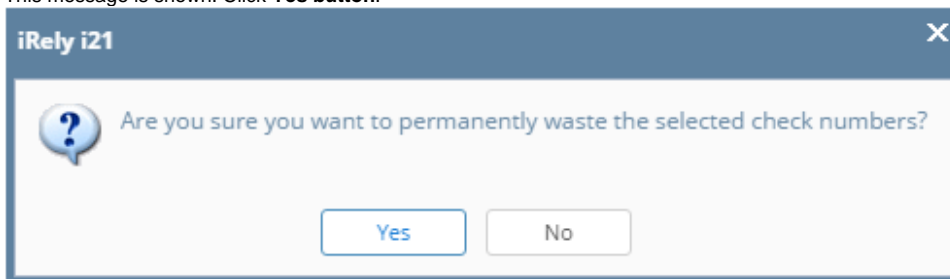 This message is shown. Click Yes button.
iRely i21
Are you sure you want to permanently waste the selected check numbers?
Yes
No